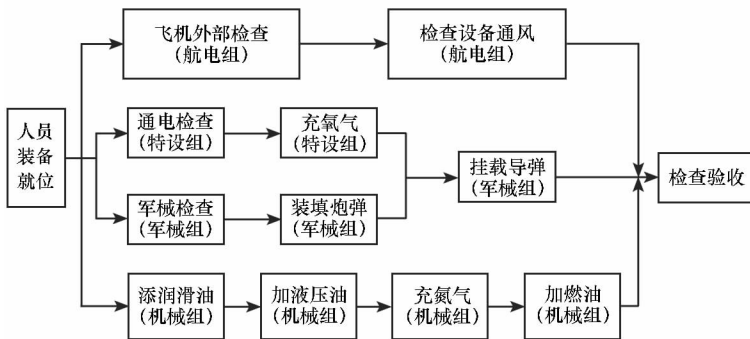 飞机外部检查
(航电组)
检查设备通风
(航电组)
人员
装备
就位
通电检查
(特设组)
充氧气
(特设组)
挂载导弹
(军械组)
检查验收
军械检查
(军械组)
装填炮弹
(军械组)
添润滑油
(机械组)
加液压油
(机械组)
充氮气
(机械组)
加燃油
(机械组)